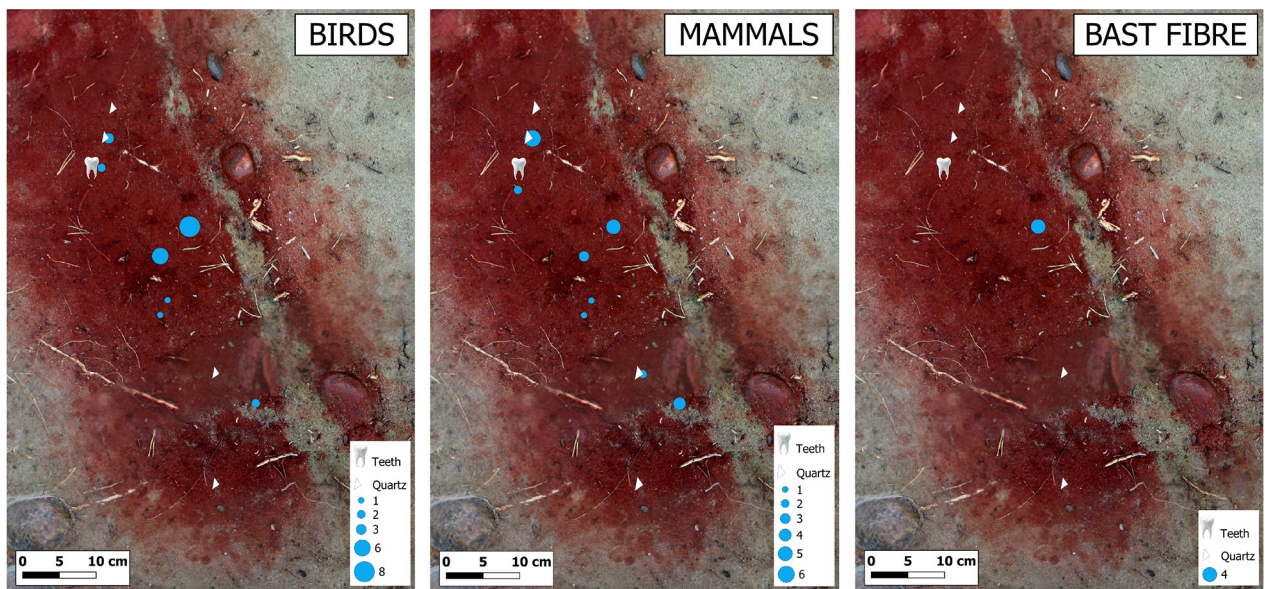 BIRDS
Teeth
Quartz
1
2
3
6
8
0 5 10 cm
MAMMALS
Teeth
Quartz
1
2
3
4
5
6
0 5 10 cm
BAST FIBRE
Teeth
Quartz
4
0 5 10 cm